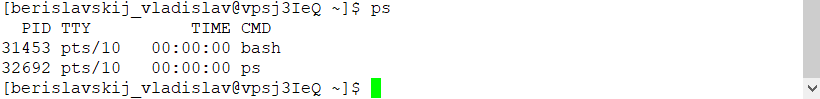 [berislavskij_vladislav@vpsj3IeQ ~]$ ps
  PID TTY          TIME CMD
31453 pts/10   00:00:00 bash
32692 pts/10   00:00:00 ps
[berislavskij_vladislav@vpsj3IeQ ~]$